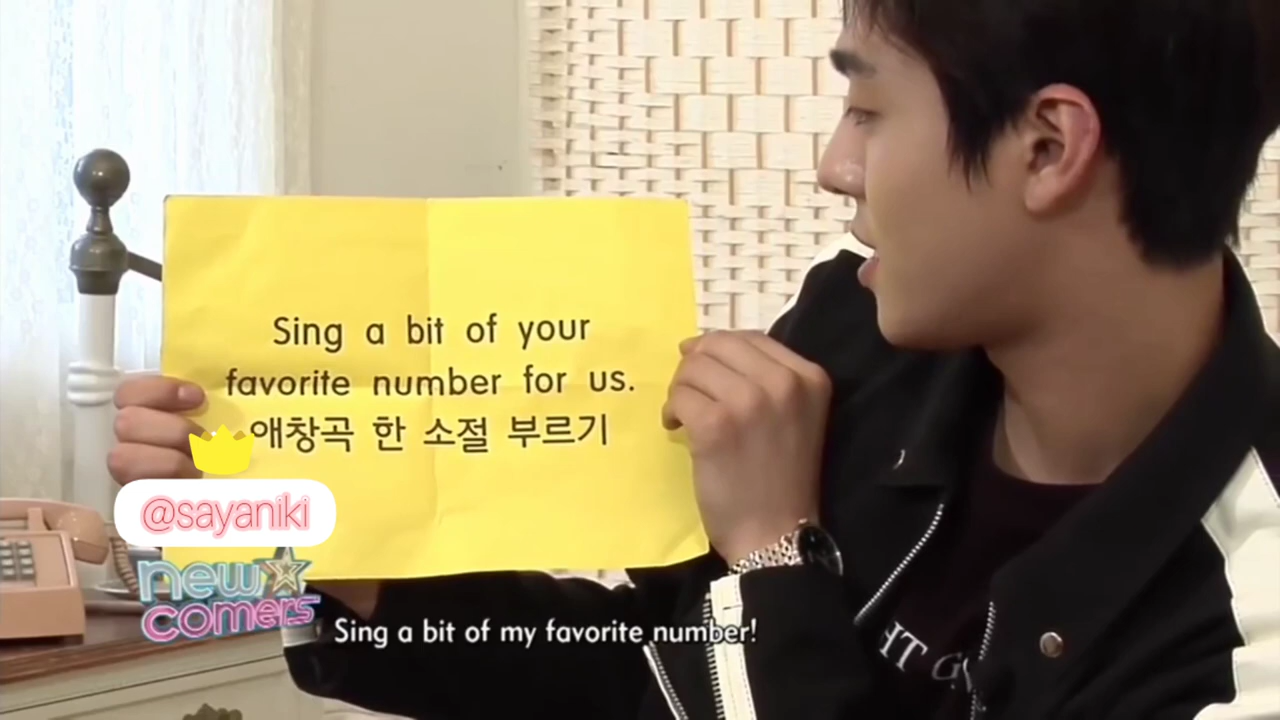 Sing a bit of your
favorite number for us.
애창곡 한 소절 부르기
@sayaniki
new
comers
Sing a bit of my favorite number!